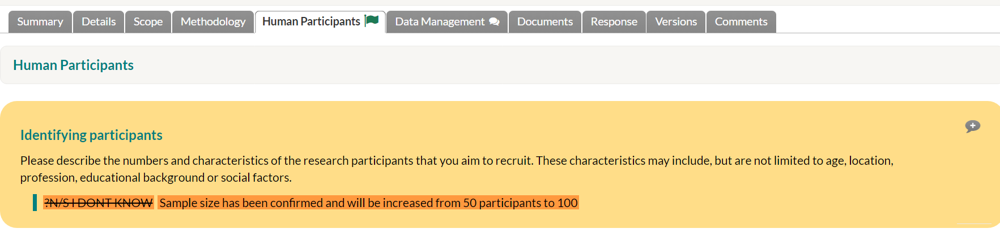 Summary Details Scope Methodology Human Participants Data Management Documents Response Versions Comments
Human Participants
Identifying participants
Please describe the numbers and characteristics of the research participants that you aim to recruit. These characteristics may include, but are not limited to age, location,
profession, educational background or social factors.
?N/S I DONT KNOW Sample size has been confirmed and will be increased from 50 participants to 100